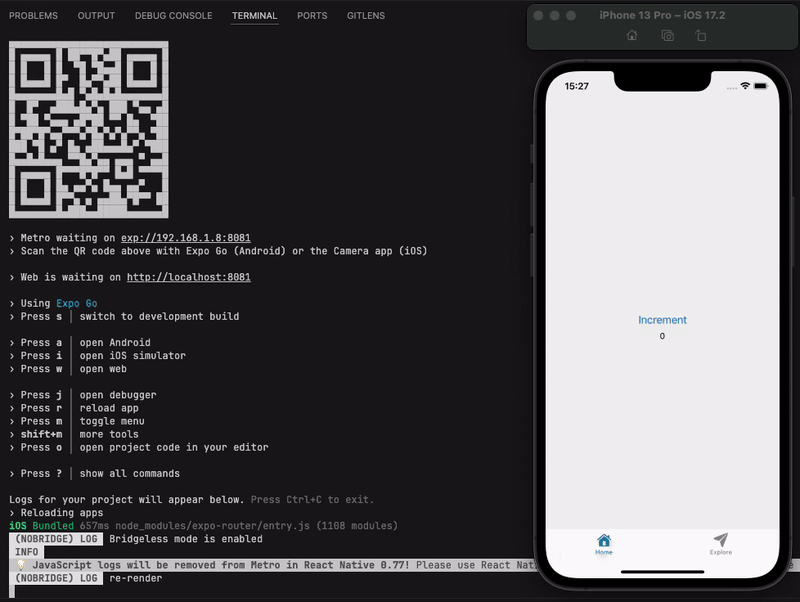 PROBLEMS OUTPUT DEBUG CONSOLE TERMINAL PORTS GITLENS
› Metro waiting on exp://192.168.1.8:8081
› Scan the QR code above with Expo Go (Android) or the Camera app (iOS)
› Web is waiting on http://localhost:8081
› Using Expo Go
› Press s │ switch to development build
› Press a │ open Android
› Press i │ open iOS simulator
› Press w │ open web
› Press j │ open debugger
› Press r │ reload app
› Press m │ toggle menu
› shift+m │ more tools
› Press o │ open project code in your editor
› Press ? │ show all commands
Logs for your project will appear below. Press Ctrl+C to exit.
› Reloading apps
iOS Bundled 657ms node_modules/expo-router/entry.js (1108 modules)
(NOBRIDGE) LOG Bridgeless mode is enabled
INFO
💡 JavaScript logs will be removed from Metro in React Native 0.77! Please use React Nati
(NOBRIDGE) LOG re-render
iPhone 13 Pro – iOS 17.2
15:27
Increment
0
Home Explore